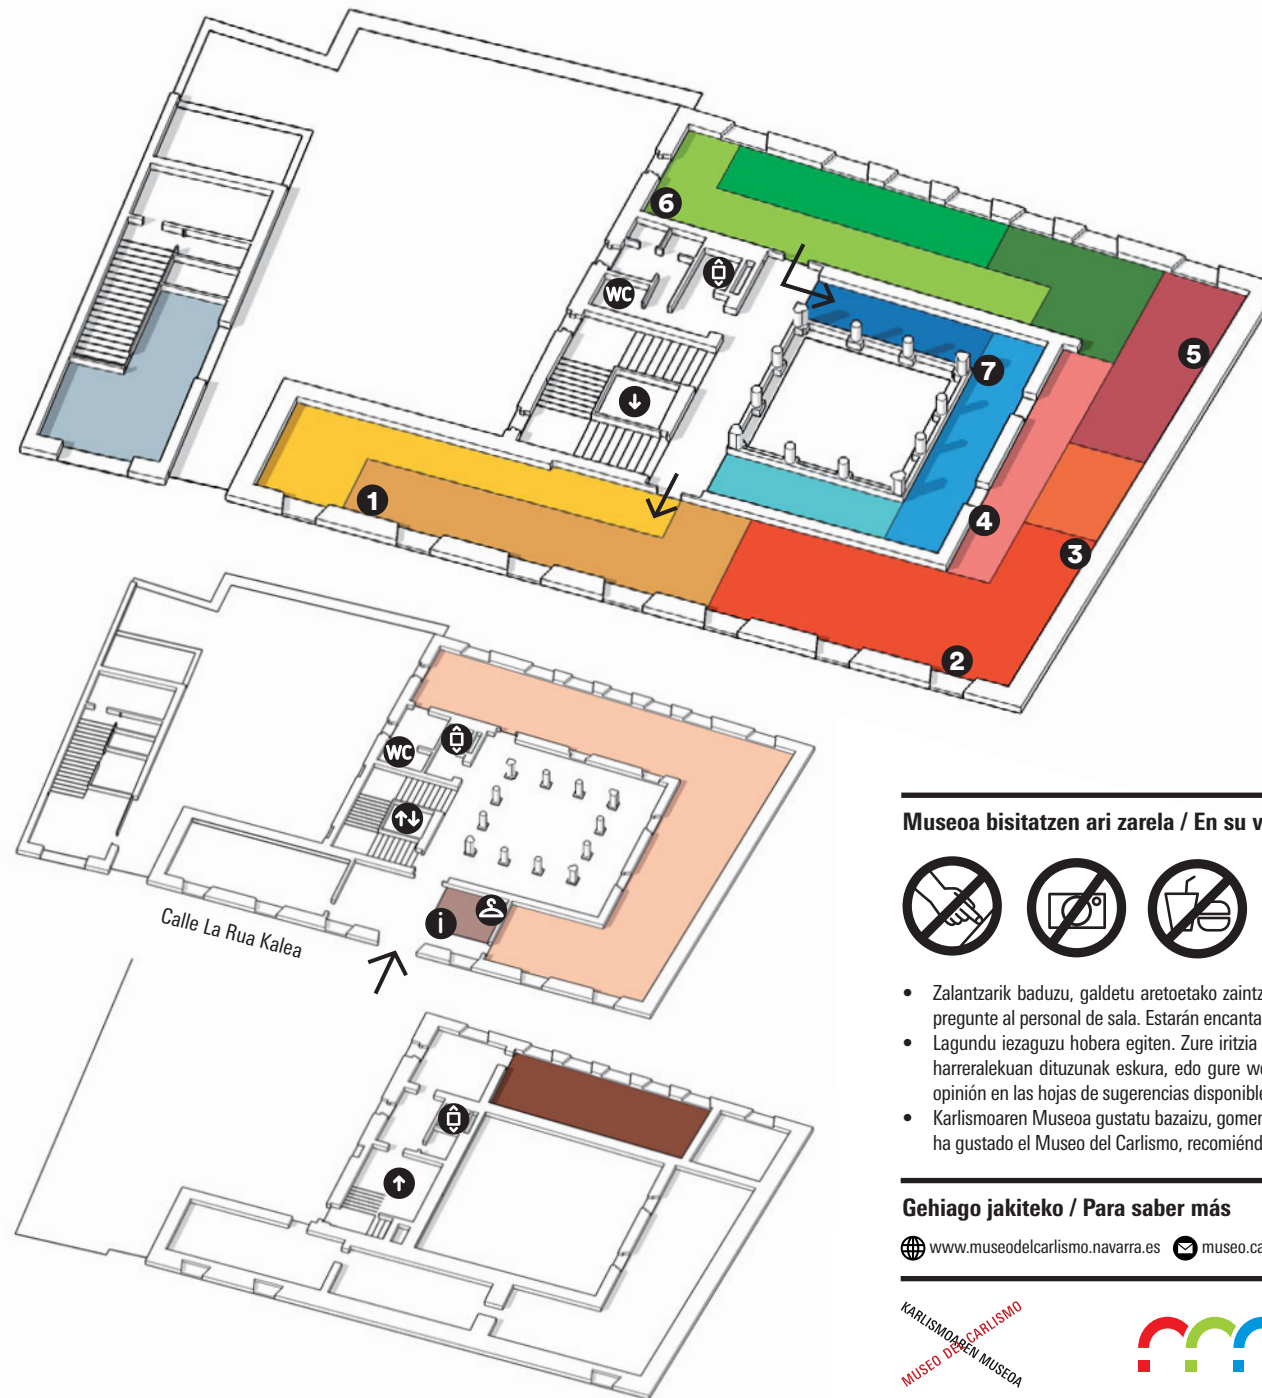 6
WC
5
7
1
4
3
2
WC
i
Calle La Rua Kalea
Museoa bisitatzen ari zarela / En su v
• Zalantzarik baduzu, galdetu aretoetako zaintz
pregunte al personal de sala. Estarán encanta
• Lagundu iezaguzu hobera egiten. Zure iritzia
harreralekuan dituzunak eskura, edo gure we
opinión en las hojas de sugerencias disponible
• Karlismoaren Museoa gustatu bazaizu, gomen
ha gustado el Museo del Carlismo, recomiénd
Gehiago jakiteko / Para saber más
www.museodelcarlismo.navarra.es museo.ca
KARLISMOAREN MUSEOA
MUSEO DEL CARLISMO